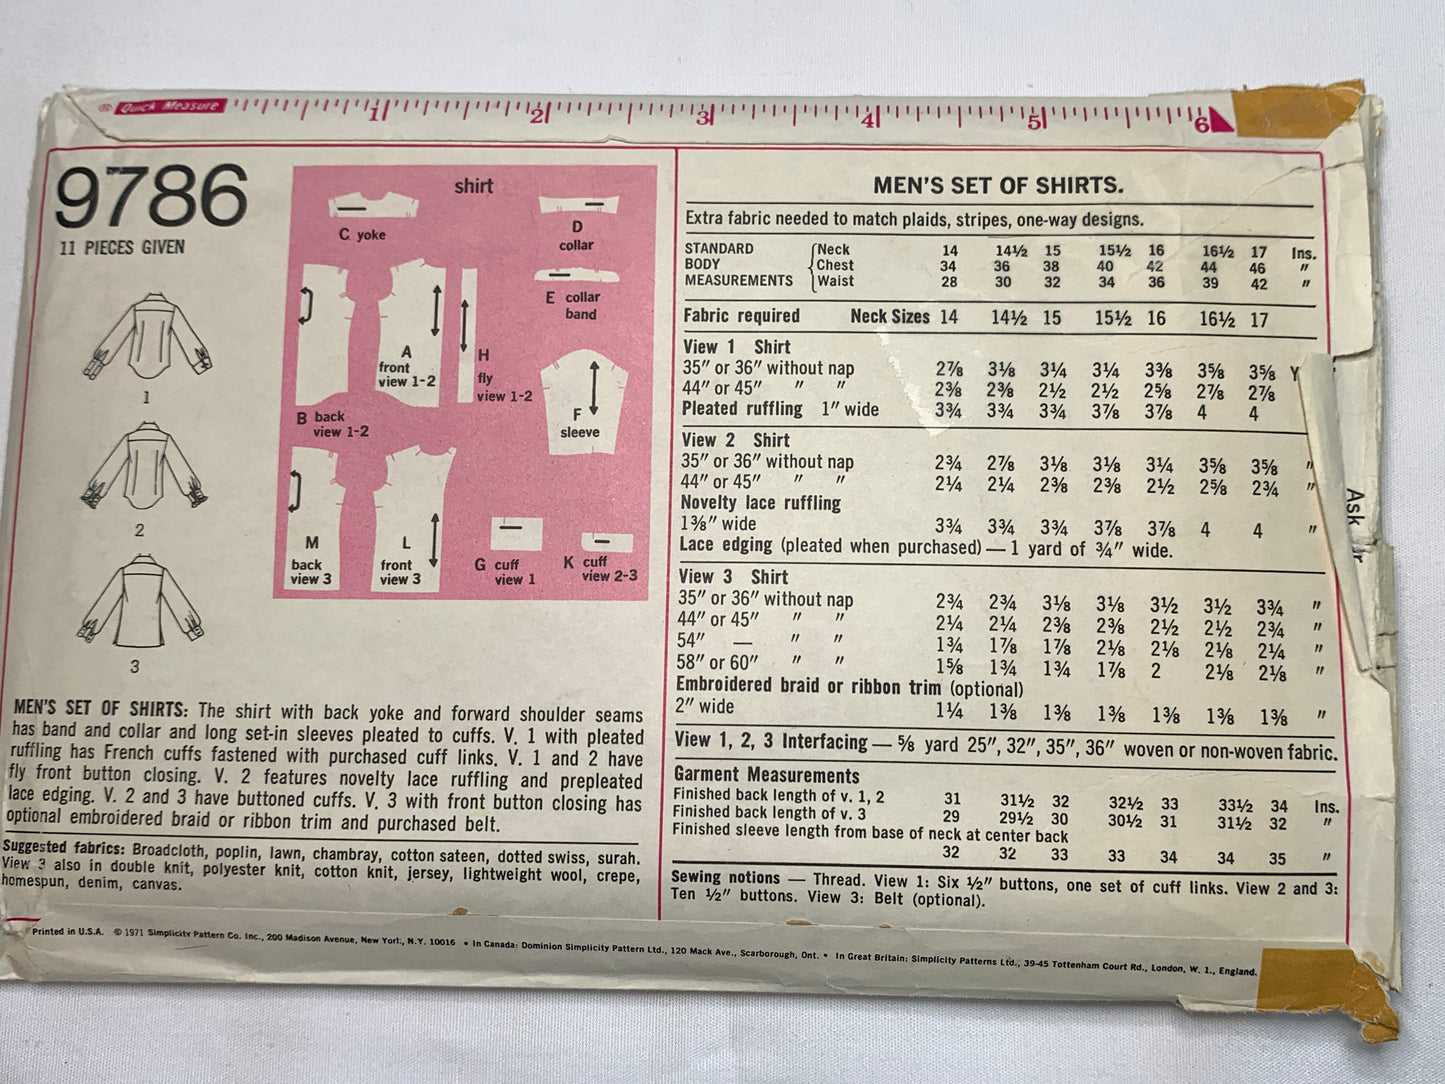 ® Quick Measure 1 2 3 4 5 6
9786
11 PIECES GIVEN
1
2
3
shirt
C yoke
D
collar
E collar
band
A
front
view 1-2
H
fly
view 1-2
B back
view 1-2
F
sleeve
M
back
view 3
L
front
view 3
G cuff
view 1
K cuff
view 2-3
MEN'S SET OF SHIRTS: The shirt with back yoke and forward shoulder seams
has band and collar and long set-in sleeves pleated to cuffs. V. 1 with pleated
ruffling has French cuffs fastened with purchased cuff links. V. 1 and 2 have
fly front button closing. V. 2 features novelty lace ruffling and prepleated
lace edging. V. 2 and 3 have buttoned cuffs. V. 3 with front button closing has
optional embroidered braid or ribbon trim and purchased belt.
Suggested fabrics: Broadcloth, poplin, lawn, chambray, cotton sateen, dotted swiss, surah.
View 3 also in double knit, polyester knit, cotton knit, jersey, lightweight wool, crepe,
homespun, denim, canvas.
MEN'S SET OF SHIRTS.
Extra fabric needed to match plaids, stripes, one-way designs.
STANDARD Neck 14 14½ 15 15½ 16 16½ 17 Ins.
BODY Chest 34 36 38 40 42 44 46 "
MEASUREMENTS Waist 28 30 32 34 36 39 42 "
Fabric required Neck Sizes 14 14½ 15 15½ 16 16½ 17
View 1 Shirt
35" or 36" without nap 2⅞ 3⅛ 3¼ 3¼ 3⅜ 3⅝ 3⅝ Y
44" or 45" " " 2⅜ 2⅜ 2½ 2½ 2⅝ 2⅞ 2⅞
Pleated ruffling 1" wide 3¾ 3¾ 3¾ 3⅞ 3⅞ 4 4
View 2 Shirt
35" or 36" without nap 2¾ 2⅞ 3⅛ 3⅛ 3¼ 3⅝ 3⅝ "
44" or 45" " " 2¼ 2¼ 2⅜ 2⅜ 2½ 2⅝ 2¾ "
Novelty lace ruffling
1⅜" wide 3¾ 3¾ 3¾ 3⅞ 3⅞ 4 4 "
Lace edging (pleated when purchased) — 1 yard of ¾" wide.
View 3 Shirt
35" or 36" without nap 2¾ 2¾ 3⅛ 3⅛ 3½ 3½ 3¾ "
44" or 45" " " 2¼ 2¼ 2⅜ 2⅜ 2½ 2½ 2¾ "
54" — " " 1¾ 1⅞ 1⅞ 2⅛ 2⅛ 2⅛ 2¼ "
58" or 60" " " 1⅝ 1¾ 1¾ 1⅞ 2 2⅛ 2⅛ "
Embroidered braid or ribbon trim (optional)
2" wide 1¼ 1⅜ 1⅜ 1⅜ 1⅜ 1⅜ 1⅜ "
View 1, 2, 3 Interfacing — ⅝ yard 25", 32", 35", 36" woven or non-woven fabric.
Garment Measurements
Finished back length of v. 1, 2 31 31½ 32 32½ 33 33½ 34 Ins.
Finished back length of v. 3 29 29½ 30 30½ 31 31½ 32 "
Finished sleeve length from base of neck at center back
32 32 33 33 34 34 35 "
Sewing notions — Thread. View 1: Six ½" buttons, one set of cuff links. View 2 and 3:
Ten ½" buttons. View 3: Belt (optional).
Ask
Printed in U.S.A. © 1971 Simplicity Pattern Co. Inc., 200 Madison Avenue, New York, N.Y. 10016 • In Canada: Dominion Simplicity Pattern Ltd., 120 Mack Ave., Scarborough, Ont. • In Great Britain: Simplicity Patterns Ltd., 39-45 Tottenham Court Rd., London, W. 1., England.